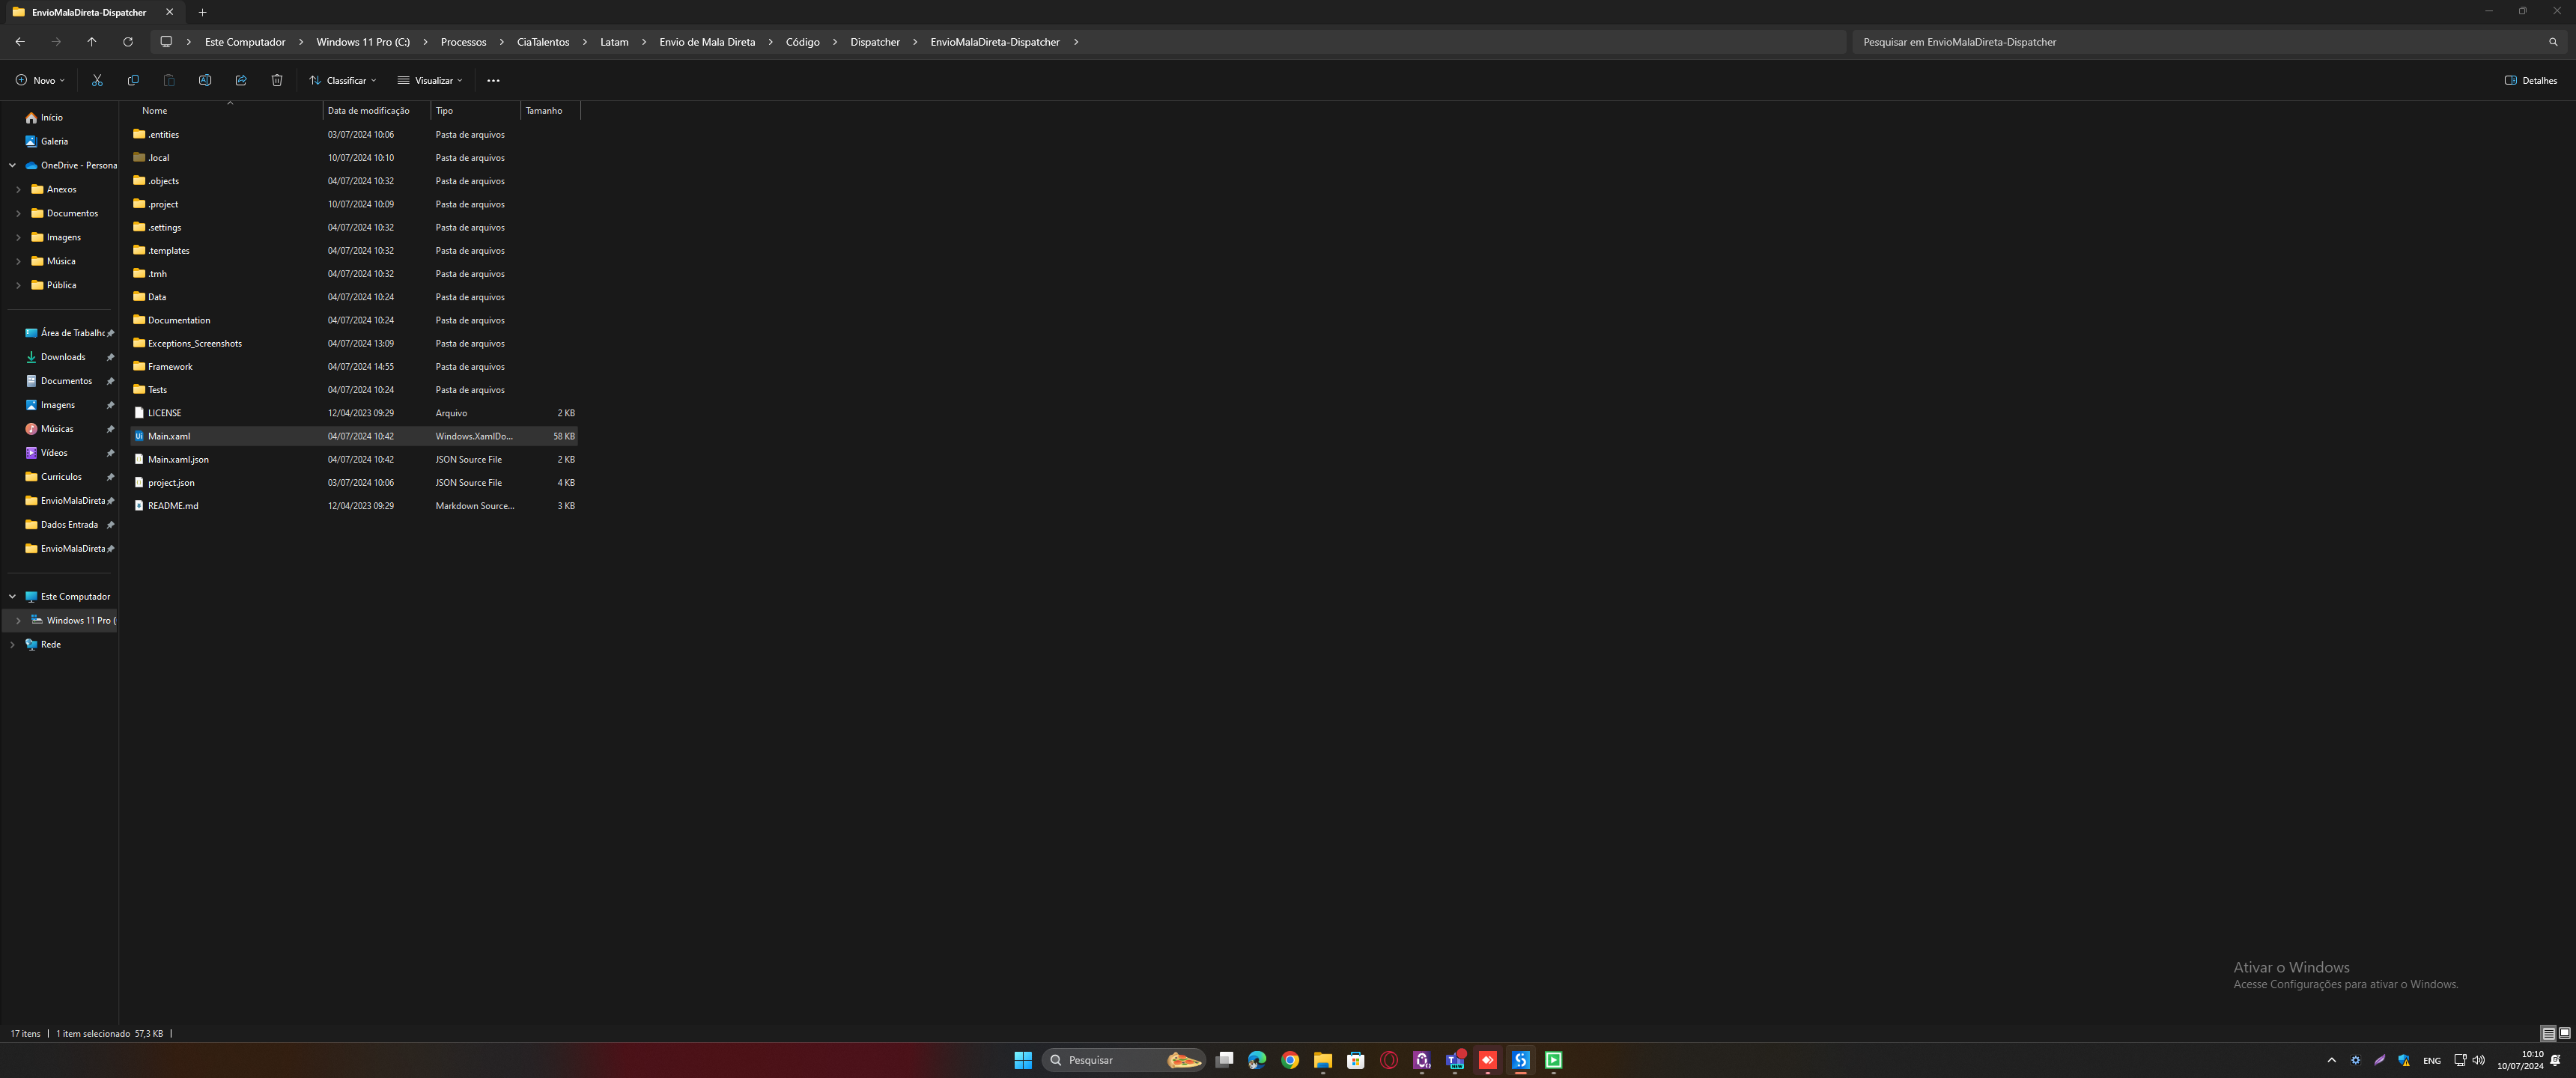 EnvioMalaDireta-Dispatcher
Este Computador > Windows 11 Pro (C:) > Processos > CiaTalentos > Latam > Envio de Mala Direta > Código > Dispatcher > EnvioMalaDireta-Dispatcher >
Pesquisar em EnvioMalaDireta-Dispatcher
Novo
Classificar
Visualizar
Detalhes
Início
Galeria
OneDrive - Persona
Anexos
Documentos
Imagens
Música
Pública
Área de Trabalho
Downloads
Documentos
Imagens
Músicas
Vídeos
Curriculos
EnvioMalaDireta
Dados Entrada
EnvioMalaDireta
Este Computador
Windows 11 Pro (
Rede
Nome Data de modificação Tipo Tamanho
.entities 03/07/2024 10:06 Pasta de arquivos
.local 10/07/2024 10:10 Pasta de arquivos
.objects 04/07/2024 10:32 Pasta de arquivos
.project 10/07/2024 10:09 Pasta de arquivos
.settings 04/07/2024 10:32 Pasta de arquivos
.templates 04/07/2024 10:32 Pasta de arquivos
.tmh 04/07/2024 10:32 Pasta de arquivos
Data 04/07/2024 10:24 Pasta de arquivos
Documentation 04/07/2024 10:24 Pasta de arquivos
Exceptions_Screenshots 04/07/2024 13:09 Pasta de arquivos
Framework 04/07/2024 14:55 Pasta de arquivos
Tests 04/07/2024 10:24 Pasta de arquivos
LICENSE 12/04/2023 09:29 Arquivo 2 KB
Main.xaml 04/07/2024 10:42 Windows.XamlDo... 58 KB
Main.xaml.json 04/07/2024 10:42 JSON Source File 2 KB
project.json 03/07/2024 10:06 JSON Source File 4 KB
README.md 12/04/2023 09:29 Markdown Source... 3 KB
Ativar o Windows
Acesse Configurações para ativar o Windows.
17 itens | 1 item selecionado 57,3 KB |
Pesquisar
ENG
10:10
10/07/2024